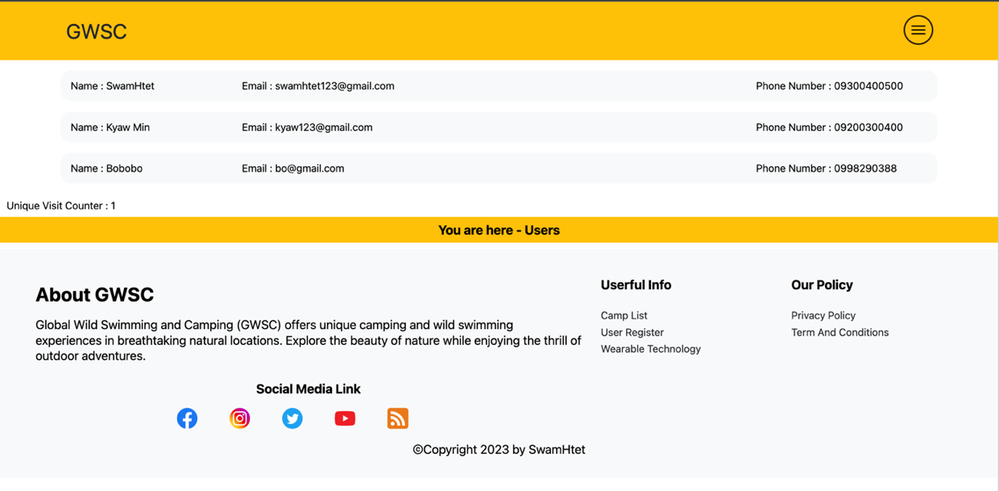 GWSC
Name : SwamHtet Email : swamhtet123@gmail.com Phone Number : 09300400500
Name : Kyaw Min Email : kyaw123@gmail.com Phone Number : 09200300400
Name : Bobobo Email : bo@gmail.com Phone Number : 0998290388
Unique Visit Counter : 1
You are here - Users
About GWSC
Global Wild Swimming and Camping (GWSC) offers unique camping and wild swimming
experiences in breathtaking natural locations. Explore the beauty of nature while enjoying the thrill of
outdoor adventures.
Userful Info
Camp List
User Register
Wearable Technology
Our Policy
Privacy Policy
Term And Conditions
Social Media Link
©Copyright 2023 by SwamHtet